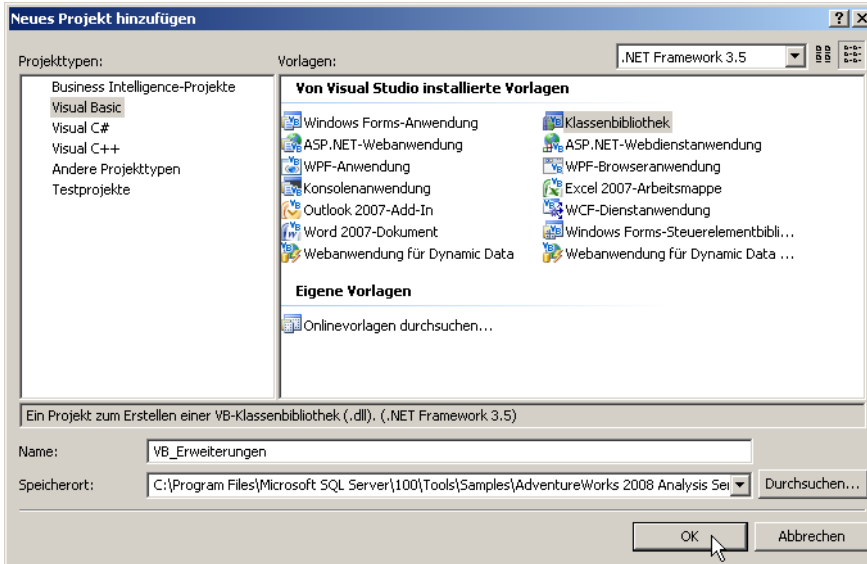 Neues Projekt hinzufügen
Projekttypen:
Vorlagen:
.NET Framework 3.5
Business Intelligence-Projekte
Visual Basic
Visual C#
Visual C++
Andere Projekttypen
Testprojekte
Von Visual Studio installierte Vorlagen
Windows Forms-Anwendung
Klassenbibliothek
ASP.NET-Webanwendung
ASP.NET-Webdienstanwendung
WPF-Anwendung
WPF-Browseranwendung
Konsolenanwendung
Excel 2007-Arbeitsmappe
Outlook 2007-Add-In
WCF-Dienstanwendung
Word 2007-Dokument
Windows Forms-Steuerelementbibli...
Webanwendung für Dynamic Data
Webanwendung für Dynamic Data ...
Eigene Vorlagen
Onlinevorlagen durchsuchen...
Ein Projekt zum Erstellen einer VB-Klassenbibliothek (.dll). (.NET Framework 3.5)
Name:
VB_Erweiterungen
Speicherort:
C:\Program Files\Microsoft SQL Server\100\Tools\Samples\AdventureWorks 2008 Analysis Ser
Durchsuchen...
OK
Abbrechen